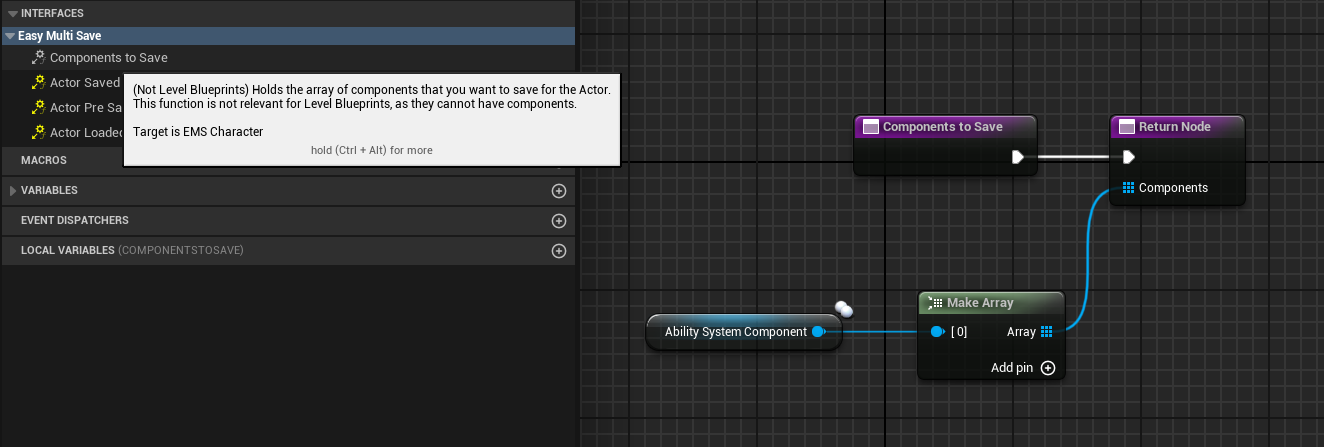 INTERFACES
Easy Multi Save
Components to Save
Actor Saved
Actor Pre Sa
Actor Loaded
(Not Level Blueprints) Holds the array of components that you want to save for the Actor.
This function is not relevant for Level Blueprints, as they cannot have components.
Target is EMS Character
hold (Ctrl + Alt) for more
MACROS
VARIABLES
EVENT DISPATCHERS
LOCAL VARIABLES (COMPONENTSTOSAVE)
Components to Save
Return Node
Components
Make Array
Ability System Component
[ 0]
Array
Add pin